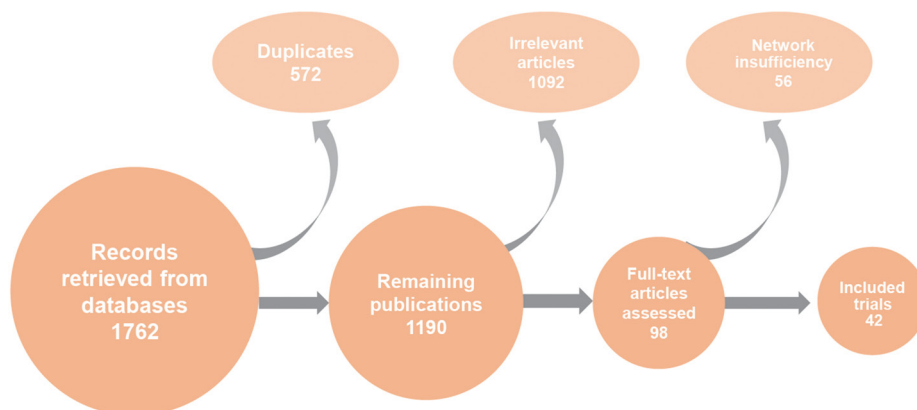 Duplicates
572
Irrelevant
articles
1092
Network
insufficiency
56
Records
retrieved from
databases
1762
Remaining
publications
1190
Full-text
articles
assessed
98
Included
trials
42